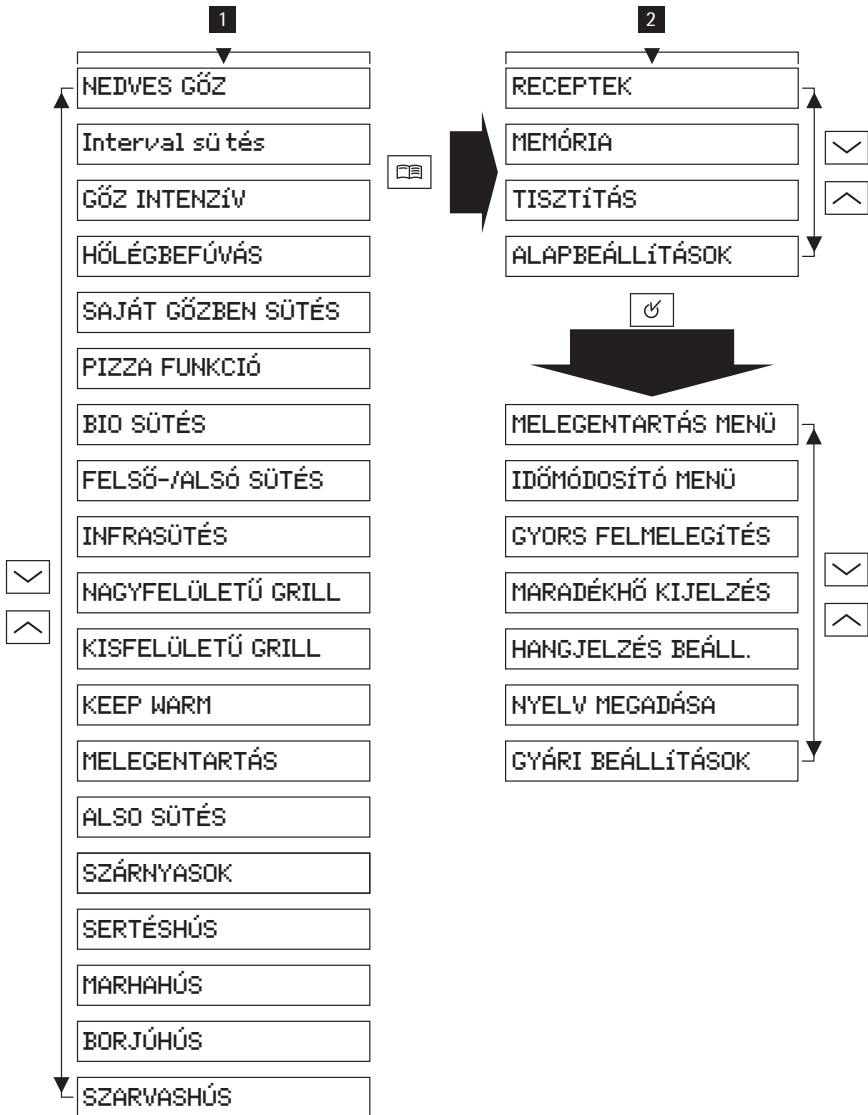 1
NEDVES GŐZ
Interval sü tés
GŐZ INTENZíV
HŐLÉGBEFÚVÁS
SAJÁT GŐZBEN SÜTÉS
PIZZA FUNKCIÓ
BIO SÜTÉS
FELSŐ-/ALSÓ SÜTÉS
INFRASÜTÉS
NAGYFELÜLETŰ GRILL
KISFELÜLETŰ GRILL
KEEP WARM
MELEGENTARTÁS
ALSO SÜTÉS
SZÁRNYASOK
SERTÉSHÚS
MARHAHÚS
BORJÚHÚS
SZARVASHÚS
2
RECEPTEK
MEMÓRIA
TISZTíTÁS
ALAPBEÁLLíTÁSOK
MELEGENTARTÁS MENÜ
IDŐMÓDOSÍTÓ MENÜ
GYORS FELMELEGíTÉS
MARADÉKHŐ KIJELZÉS
HANGJELZÉS BEÁLL.
NYELV MEGADÁSA
GYÁRI BEÁLLíTÁSOK